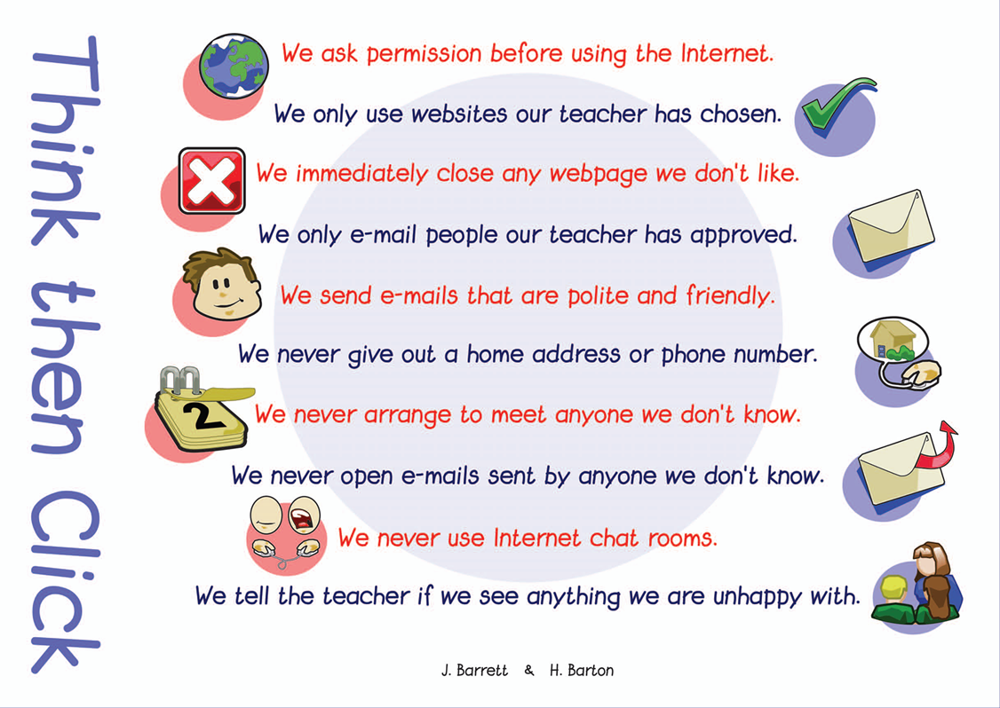 Think then Click
We ask permission before using the Internet.
We only use websites our teacher has chosen.
We immediately close any webpage we don't like.
We only e-mail people our teacher has approved.
We send e-mails that are polite and friendly.
We never give out a home address or phone number.
2
We never arrange to meet anyone we don't know.
We never open e-mails sent by anyone we don't know.
We never use Internet chat rooms.
We tell the teacher if we see anything we are unhappy with.
J. Barrett & H. Barton